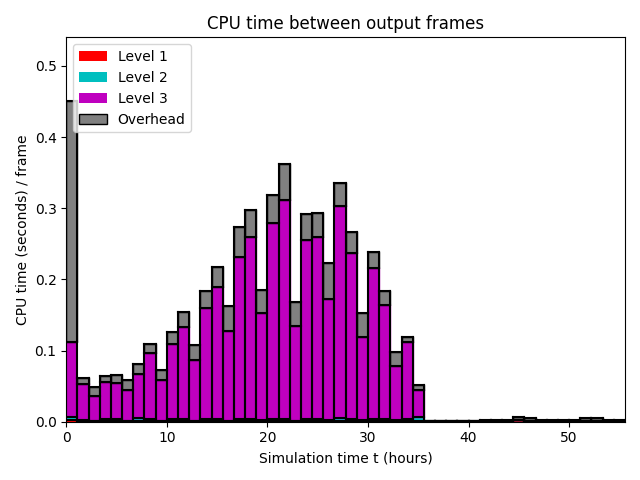 CPU time between output frames
Level 1
Level 2
Level 3
Overhead
CPU time (seconds) / frame
0.5
0.4
0.3
0.2
0.1
0.0
0 10 20 30 40 50
Simulation time t (hours)